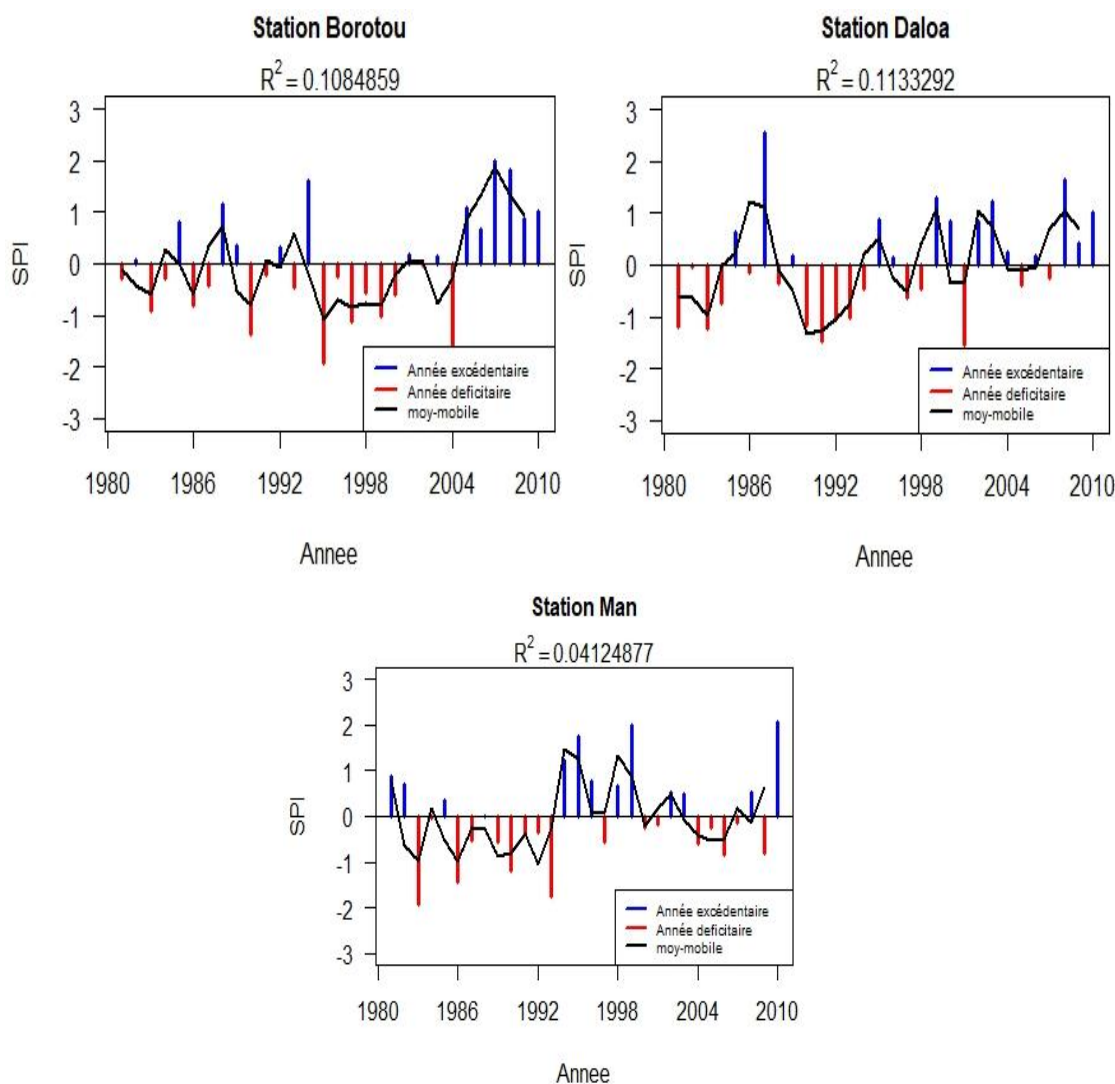 Station Borotou
R² = 0.1084859
3
2
1
0
-1
-2
-3
SPI
Année excédentaire
Année deficitaire
moy-mobile
1980 1986 1992 1998 2004 2010
Annee
Station Daloa
R² = 0.1133292
3
2
1
0
-1
-2
-3
SPI
Année excédentaire
Année deficitaire
moy-mobile
1980 1986 1992 1998 2004 2010
Annee
Station Man
R² = 0.04124877
3
2
1
0
-1
-2
-3
SPI
Année excédentaire
Année deficitaire
moy-mobile
1980 1986 1992 1998 2004 2010
Annee